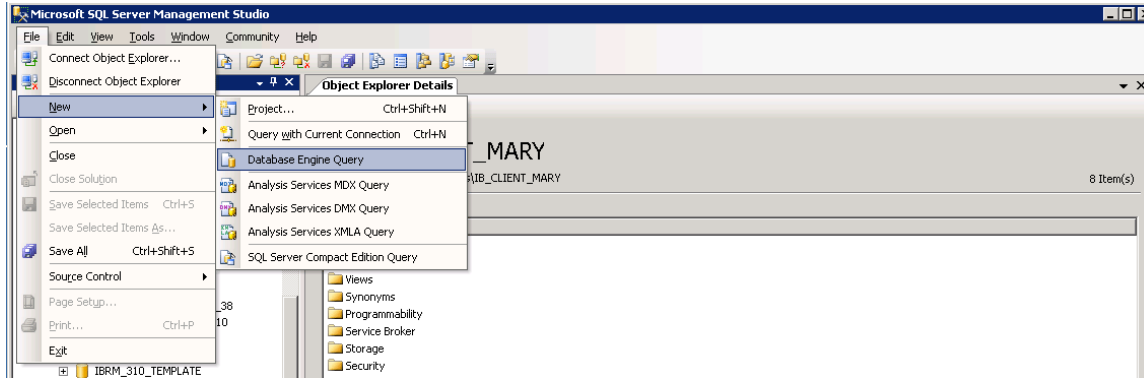 Microsoft SQL Server Management Studio
File Edit View Tools Window Community Help
Connect Object Explorer...
Disconnect Object Explorer
Object Explorer Details
New
Project... Ctrl+Shift+N
Open
Query with Current Connection Ctrl+N
Close
Database Engine Query
T_MARY
Close Solution
Analysis Services MDX Query
\IB_CLIENT_MARY
8 Item(s)
Save Selected Items Ctrl+S
Analysis Services DMX Query
Save Selected Items As...
Analysis Services XMLA Query
Save All Ctrl+Shift+S
SQL Server Compact Edition Query
Source Control
Views
Page Setup...
_38
Synonyms
Programmability
Print... Ctrl+P
10
Service Broker
Exit
Storage
Security
IBRM_310_TEMPLATE